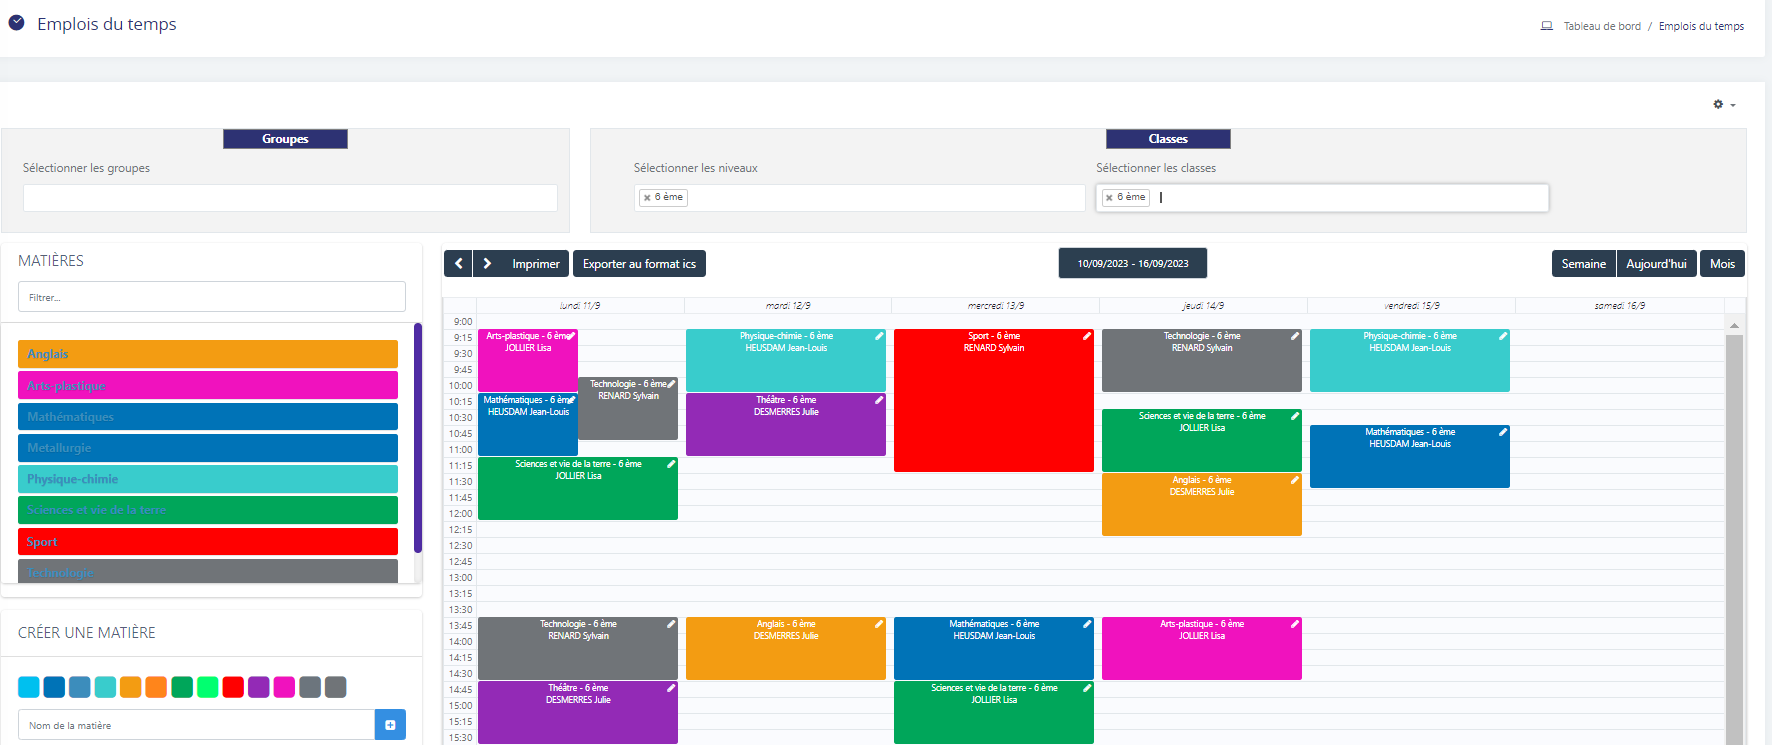 Emplois du temps
Tableau de bord / Emplois du temps
Groupes
Sélectionner les groupes
Classes
Sélectionner les niveaux
Sélectionner les classes
× 6 ème
× 6 ème
MATIÈRES
Filtrer...
Anglais
Arts-plastique
Mathématiques
Metallurgie
Physique-chimie
Sciences et vie de la terre
Sport
Technologie
CRÉER UNE MATIÈRE
Nom de la matière
Imprimer
Exporter au format ics
10/09/2023 - 16/09/2023
Semaine
Aujourd'hui
Mois
lundi 11/9
mardi 12/9
mercredi 13/9
jeudi 14/9
vendredi 15/9
samedi 16/9
9:00
9:15
9:30
9:45
10:00
10:15
10:30
10:45
11:00
11:15
11:30
11:45
12:00
12:15
12:30
12:45
13:00
13:15
13:30
13:45
14:00
14:15
14:30
14:45
15:00
15:15
15:30
Arts-plastique - 6 ème
JOLLIER Lisa
Technologie - 6 ème
RENARD Sylvain
Mathématiques - 6 ème
HEUSDAM Jean-Louis
Sciences et vie de la terre - 6 ème
JOLLIER Lisa
Technologie - 6 ème
RENARD Sylvain
Théâtre - 6 ème
DESMERRES Julie
Physique-chimie - 6 ème
HEUSDAM Jean-Louis
Théâtre - 6 ème
DESMERRES Julie
Anglais - 6 ème
DESMERRES Julie
Sport - 6 ème
RENARD Sylvain
Mathématiques - 6 ème
HEUSDAM Jean-Louis
Sciences et vie de la terre - 6 ème
JOLLIER Lisa
Technologie - 6 ème
RENARD Sylvain
Sciences et vie de la terre - 6 ème
JOLLIER Lisa
Anglais - 6 ème
DESMERRES Julie
Arts-plastique - 6 ème
JOLLIER Lisa
Physique-chimie - 6 ème
HEUSDAM Jean-Louis
Mathématiques - 6 ème
HEUSDAM Jean-Louis